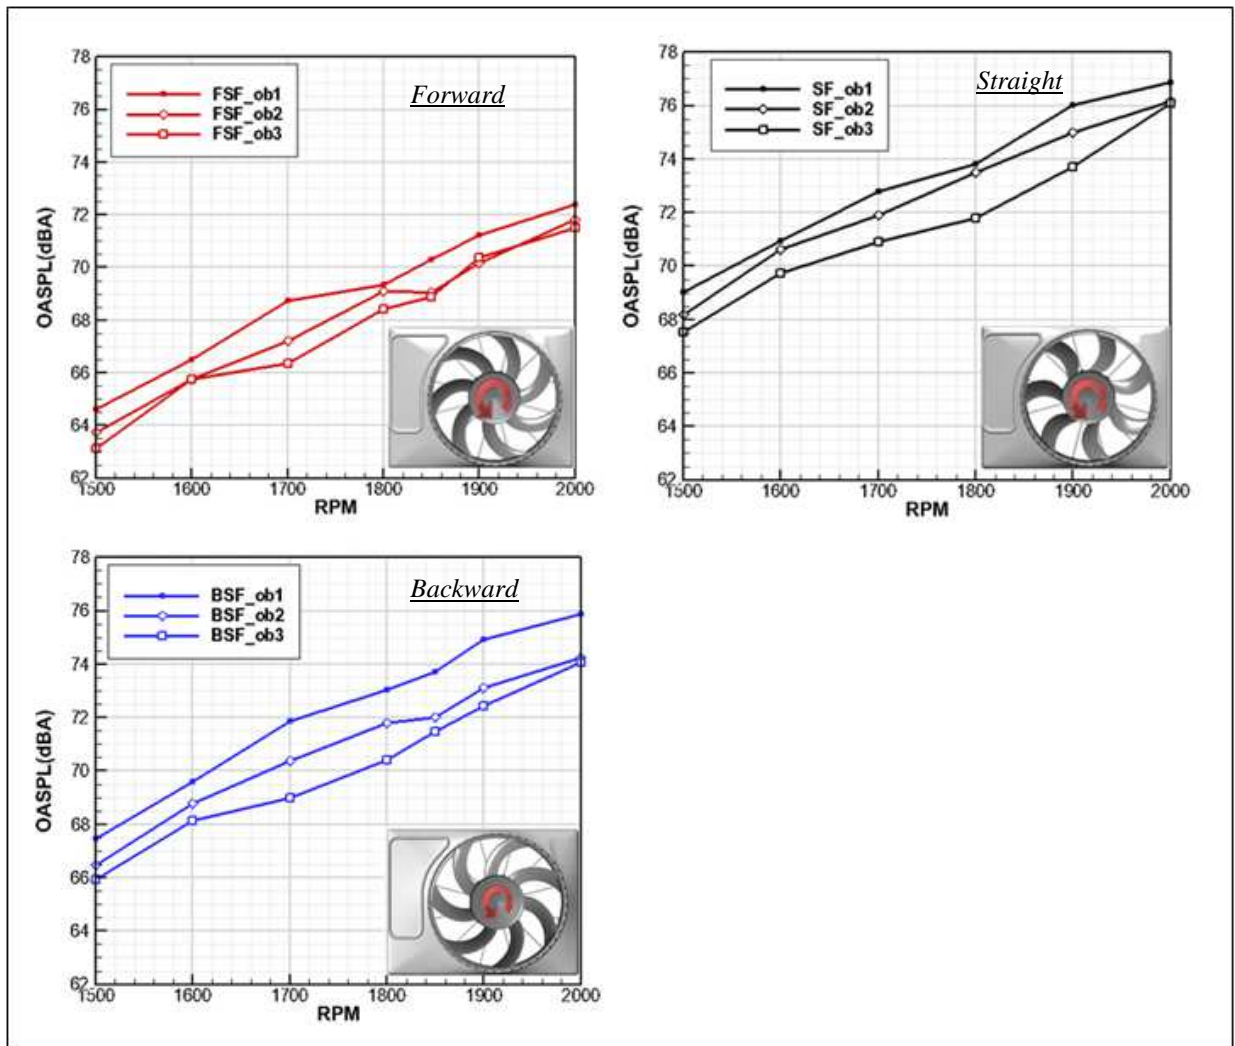 78
76
74
72
70
68
66
64
62
OASPL(dBA)
FSF_ob1
FSF_ob2
FSF_ob3
Forward
1500 1600 1700 1800 1900 2000
RPM
78
76
74
72
70
68
66
64
62
OASPL(dBA)
SF_ob1
SF_ob2
SF_ob3
Straight
1500 1600 1700 1800 1900 2000
RPM
78
76
74
72
70
68
66
64
62
OASPL(dBA)
BSF_ob1
BSF_ob2
BSF_ob3
Backward
1500 1600 1700 1800 1900 2000
RPM